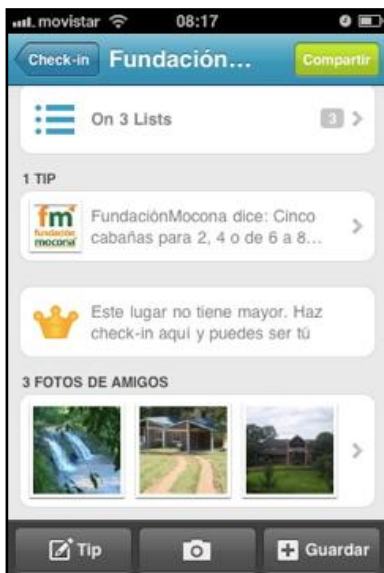 movistar 08:17
Check-in Fundación... Compartir
On 3 Lists 3
1 TIP
fm
fundación
mocona
FundaciónMocona dice: Cinco
cabañas para 2, 4 o de 6 a 8...
Este lugar no tiene mayor. Haz
check-in aquí y puedes ser tú
3 FOTOS DE AMIGOS
Tip Guardar